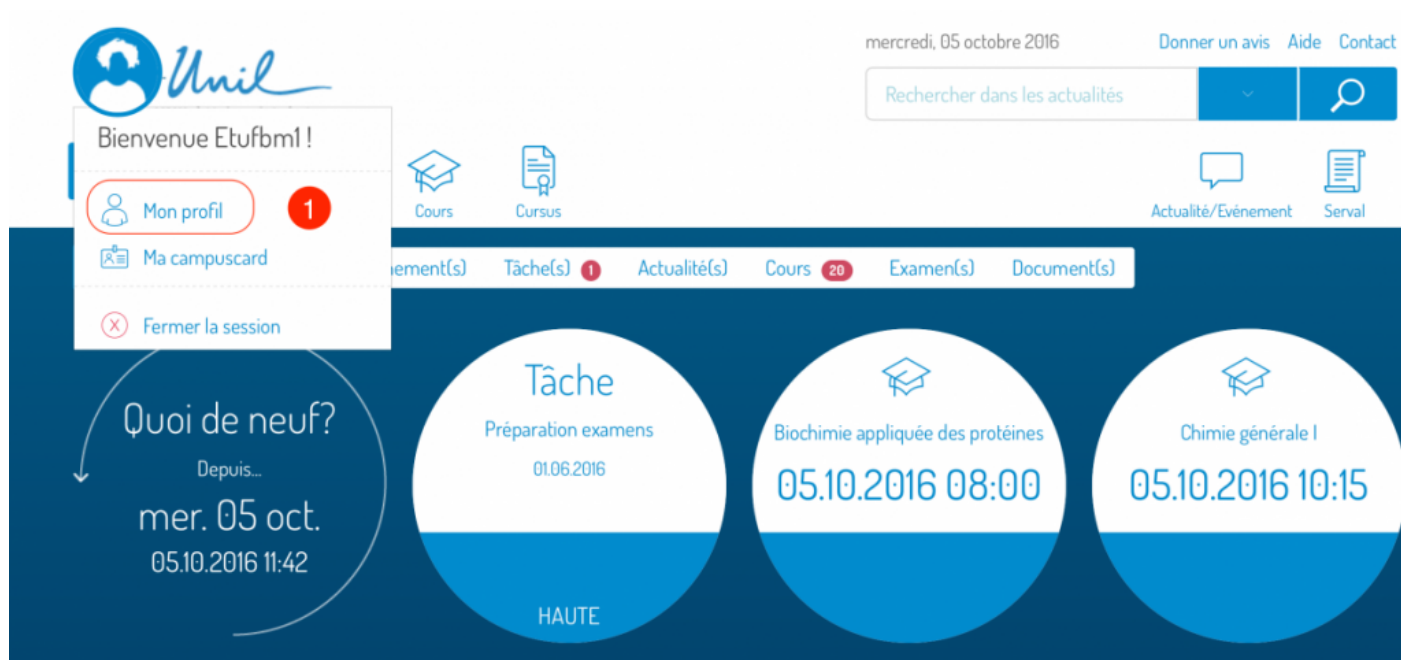 Unil
mercredi, 05 octobre 2016
Donner un avis Aide Contact
Rechercher dans les actualités
Bienvenue Etufbm1 !
Mon profil
1
Ma campuscard
Fermer la session
Cours
Cursus
Actualité/Evénement
Serval
nement(s) Tâche(s) 1 Actualité(s) Cours 20 Examen(s) Document(s)
Quoi de neuf?
Depuis...
mer. 05 oct.
05.10.2016 11:42
Tâche
Préparation examens
01.06.2016
HAUTE
Biochimie appliquée des protéines
05.10.2016 08:00
Chimie générale I
05.10.2016 10:15